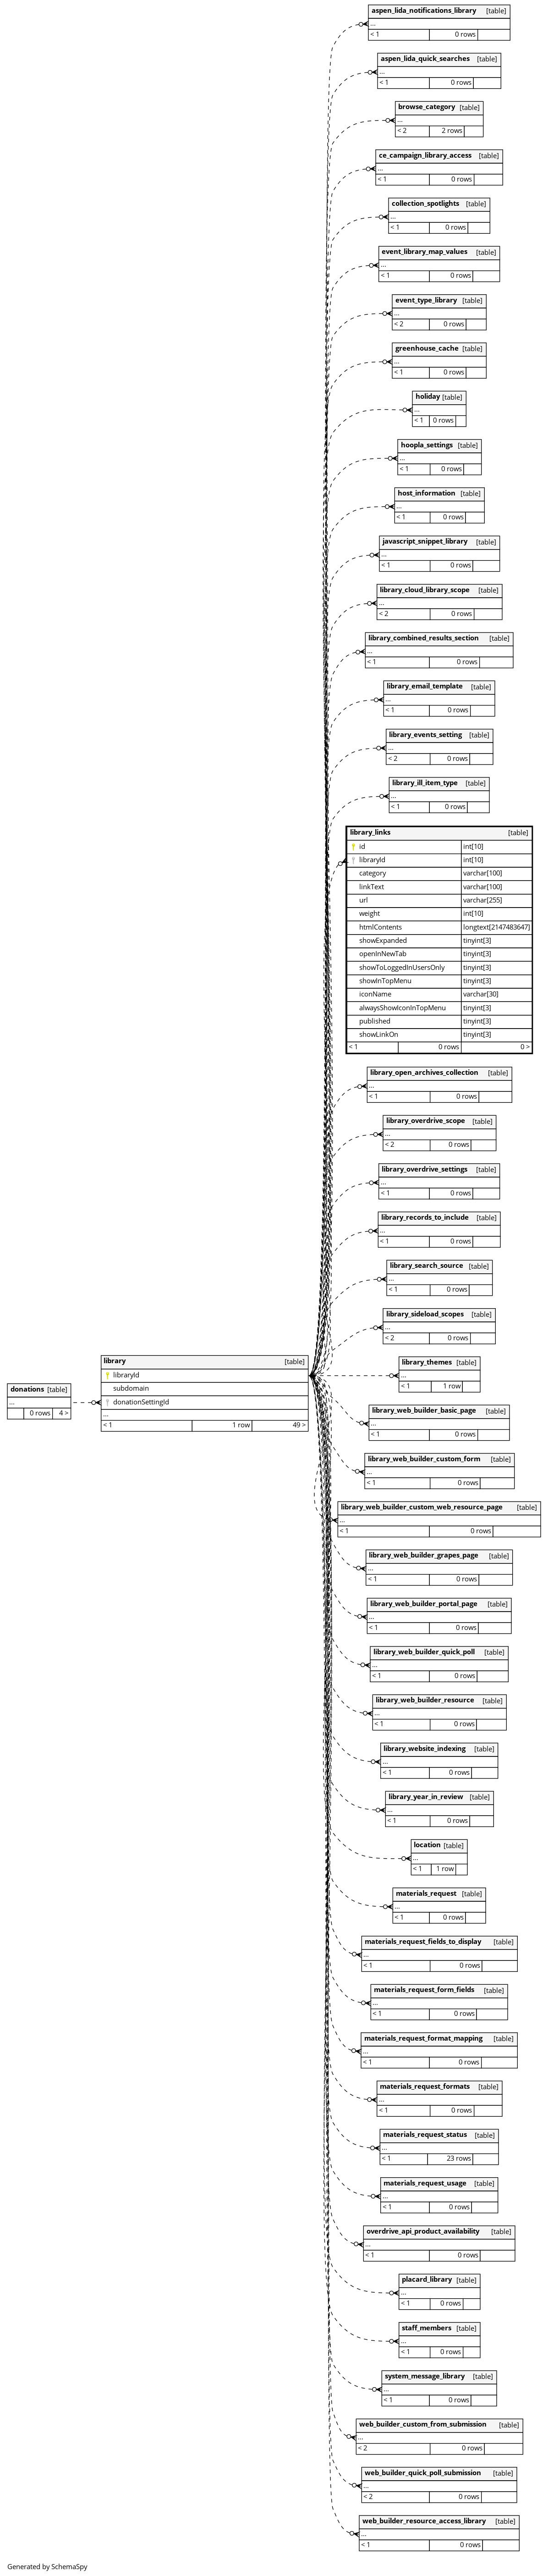 aspen_lida_notifications_library [table]
...
< 1 0 rows
aspen_lida_quick_searches [table]
...
< 1 0 rows
browse_category [table]
...
< 2 2 rows
ce_campaign_library_access [table]
...
< 1 0 rows
collection_spotlights [table]
...
< 1 0 rows
event_library_map_values [table]
...
< 1 0 rows
event_type_library [table]
...
< 2 0 rows
greenhouse_cache [table]
...
< 1 0 rows
holiday [table]
...
< 1 0 rows
hoopla_settings [table]
...
< 1 0 rows
host_information [table]
...
< 1 0 rows
javascript_snippet_library [table]
...
< 1 0 rows
library_cloud_library_scope [table]
...
< 2 0 rows
library_combined_results_section [table]
...
< 1 0 rows
library_email_template [table]
...
< 1 0 rows
library_events_setting [table]
...
< 2 0 rows
library_ill_item_type [table]
...
< 1 0 rows
library_links [table]
id int[10]
libraryId int[10]
category varchar[100]
linkText varchar[100]
url varchar[255]
weight int[10]
htmlContents longtext[2147483647]
showExpanded tinyint[3]
openInNewTab tinyint[3]
showToLoggedInUsersOnly tinyint[3]
showInTopMenu tinyint[3]
iconName varchar[30]
alwaysShowIconInTopMenu tinyint[3]
published tinyint[3]
showLinkOn tinyint[3]
< 1 0 rows 0 >
library_open_archives_collection [table]
...
< 1 0 rows
library_overdrive_scope [table]
...
< 2 0 rows
library_overdrive_settings [table]
...
< 1 0 rows
library_records_to_include [table]
...
< 1 0 rows
library_search_source [table]
...
< 1 0 rows
library_sideload_scopes [table]
...
< 2 0 rows
library [table]
libraryId
subdomain
donationSettingId
...
< 1 1 row 49 >
donations [table]
...
0 rows 4 >
library_themes [table]
...
< 1 1 row
library_web_builder_basic_page [table]
...
< 1 0 rows
library_web_builder_custom_form [table]
...
< 1 0 rows
library_web_builder_custom_web_resource_page [table]
...
< 1 0 rows
library_web_builder_grapes_page [table]
...
< 1 0 rows
library_web_builder_portal_page [table]
...
< 1 0 rows
library_web_builder_quick_poll [table]
...
< 1 0 rows
library_web_builder_resource [table]
...
< 1 0 rows
library_website_indexing [table]
...
< 1 0 rows
library_year_in_review [table]
...
< 1 0 rows
location [table]
...
< 1 1 row
materials_request [table]
...
< 1 0 rows
materials_request_fields_to_display [table]
...
< 1 0 rows
materials_request_form_fields [table]
...
< 1 0 rows
materials_request_format_mapping [table]
...
< 1 0 rows
materials_request_formats [table]
...
< 1 0 rows
materials_request_status [table]
...
< 1 23 rows
materials_request_usage [table]
...
< 1 0 rows
overdrive_api_product_availability [table]
...
< 1 0 rows
placard_library [table]
...
< 1 0 rows
staff_members [table]
...
< 1 0 rows
system_message_library [table]
...
< 1 0 rows
web_builder_custom_from_submission [table]
...
< 2 0 rows
web_builder_quick_poll_submission [table]
...
< 2 0 rows
web_builder_resource_access_library [table]
...
< 1 0 rows
Generated by SchemaSpy